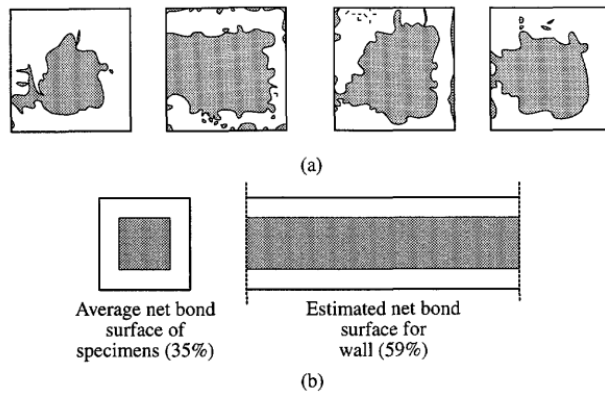 (a)
Average net bond
surface of
specimens (35%)
Estimated net bond
surface for
wall (59%)
(b)